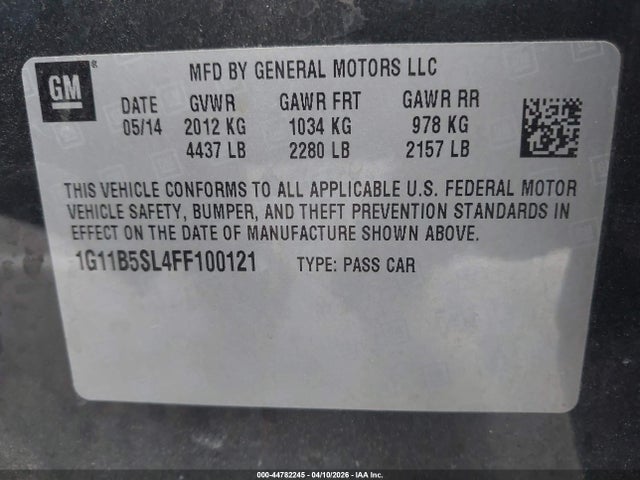 GM ®
MFD BY GENERAL MOTORS LLC
DATE GVWR GAWR FRT GAWR RR
05/14 2012 KG 1034 KG 978 KG
4437 LB 2280 LB 2157 LB
THIS VEHICLE CONFORMS TO ALL APPLICABLE U.S. FEDERAL MOTOR
VEHICLE SAFETY, BUMPER, AND THEFT PREVENTION STANDARDS IN
EFFECT ON THE DATE OF MANUFACTURE SHOWN ABOVE.
1G11B5SL4FF100121 TYPE: PASS CAR
000-44782245 - 04/10/2026 - IAA Inc.